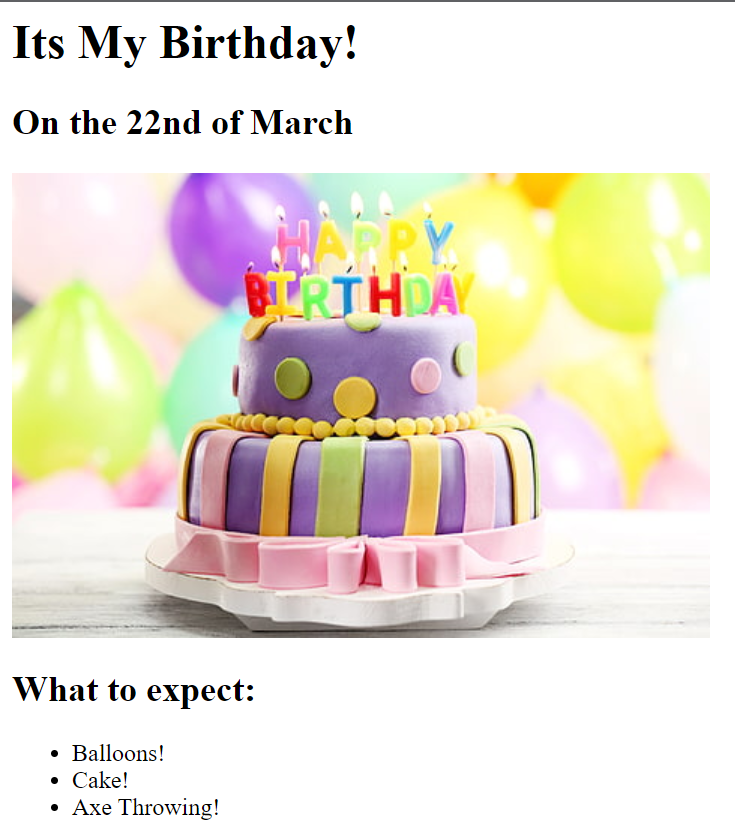 Its My Birthday!
On the 22nd of March
HAPPY
BIRTHDAY
What to expect:
Balloons!
Cake!
Axe Throwing!